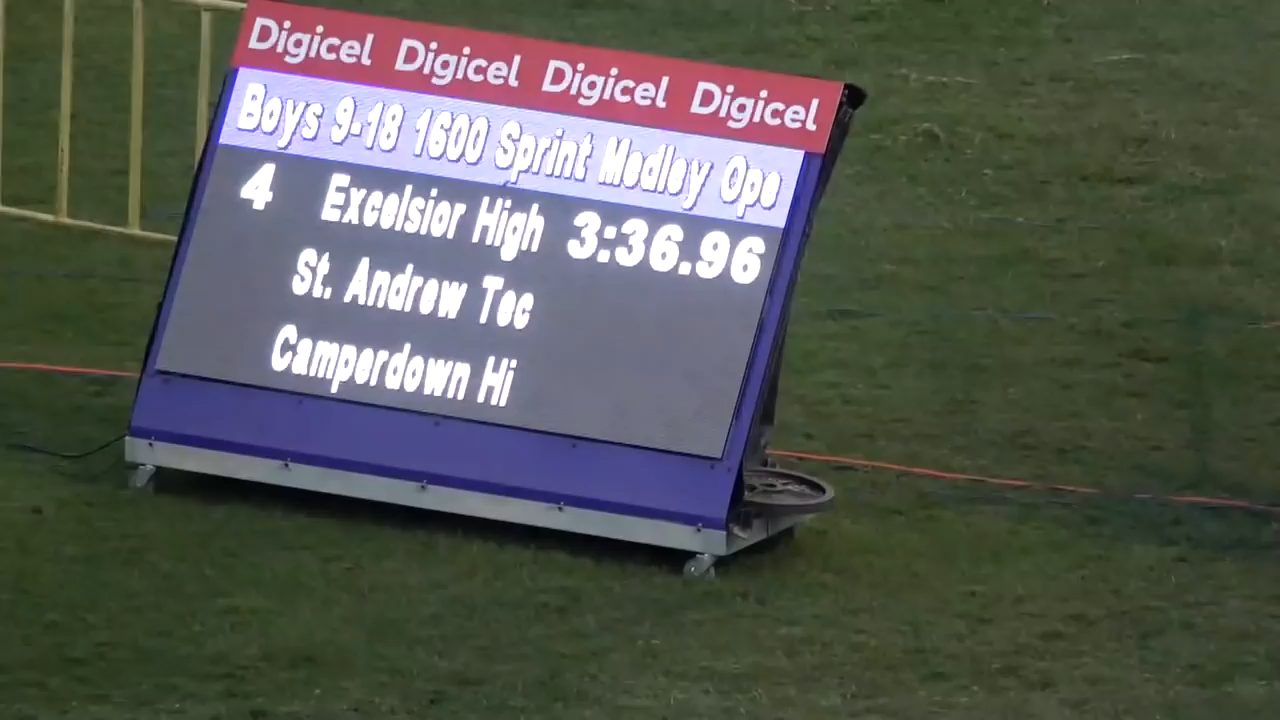 Digicel Digicel Digicel Digicel
Boys 9-18 1600 Sprint Medley Ope
4 Excelsior High 3:36.96
St. Andrew Tec
Camperdown Hi